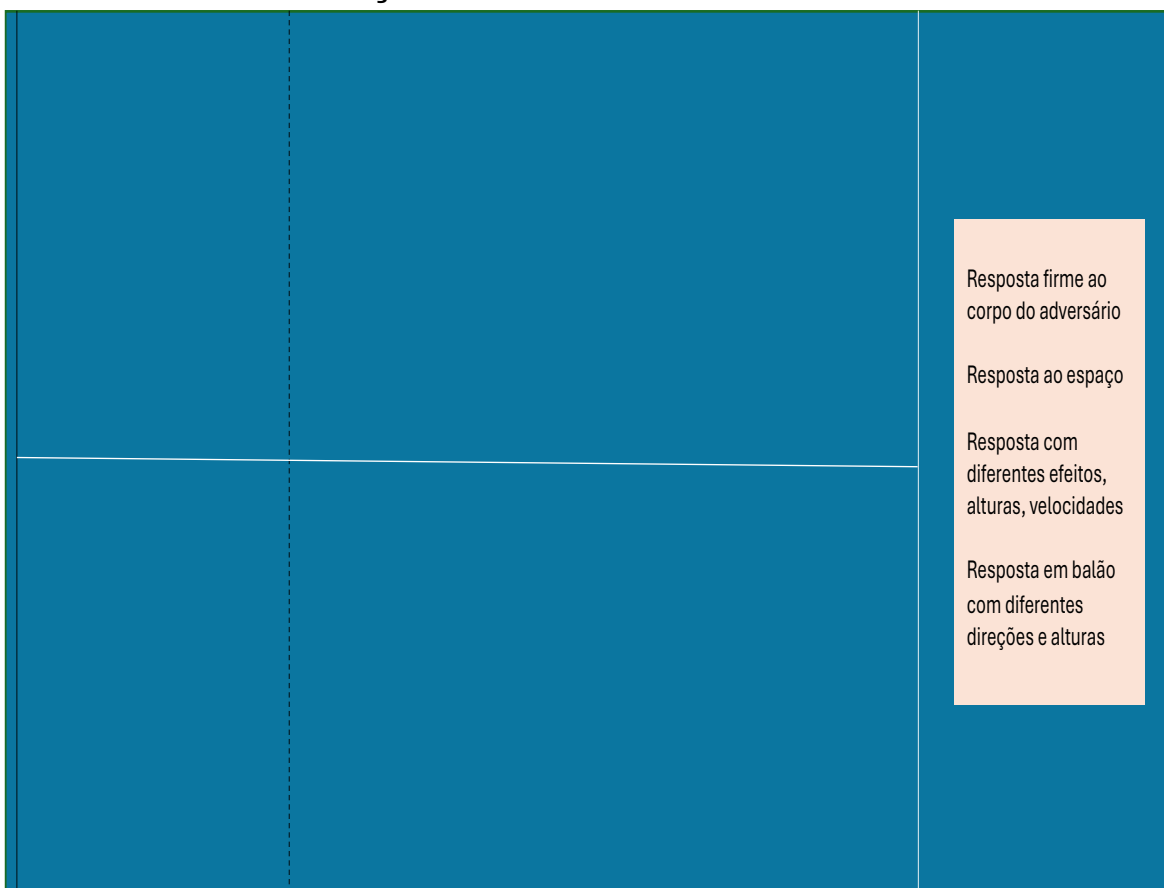 Resposta firme ao
corpo do adversário
Resposta ao espaço
Resposta com
diferentes efeitos,
alturas, velocidades
Resposta em balão
com diferentes
direções e alturas